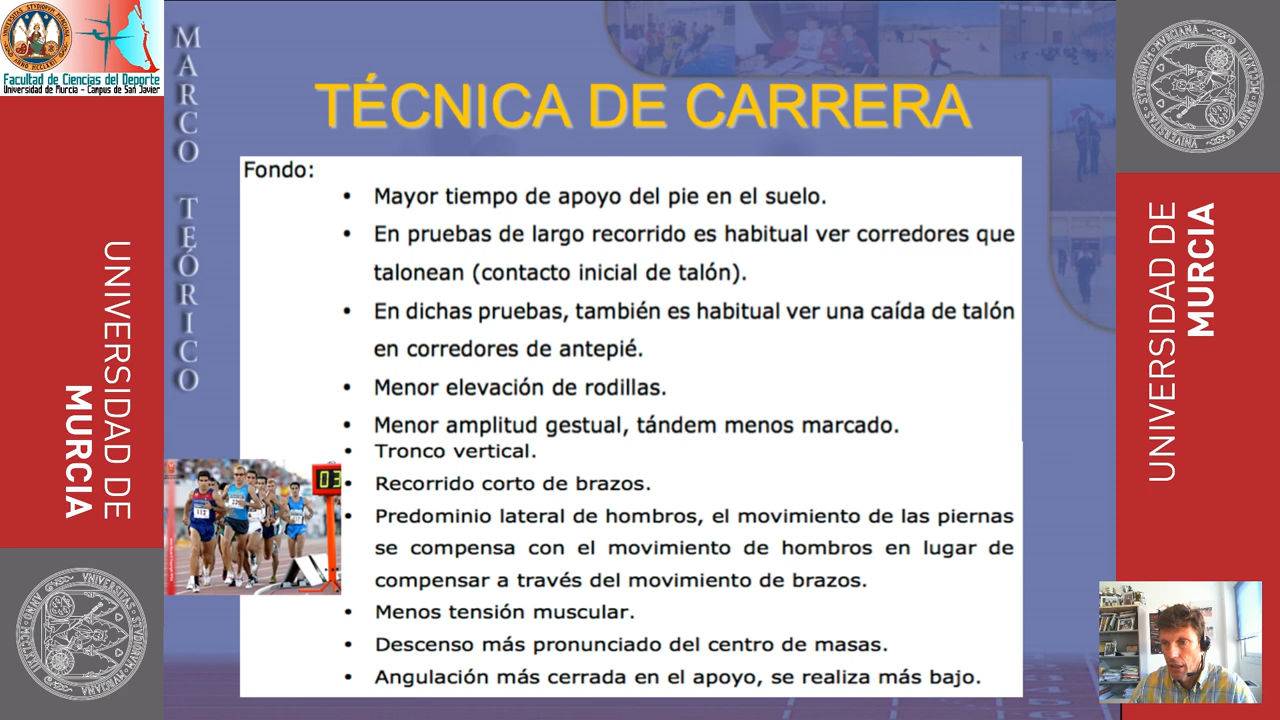 Facultad de Ciencias del Deporte
Universidad de Murcia - Campus de San Javier
MARCO TEÓRICO
TÉCNICA DE CARRERA
Fondo:
• Mayor tiempo de apoyo del pie en el suelo.
• En pruebas de largo recorrido es habitual ver corredores que
talonean (contacto inicial de talón).
• En dichas pruebas, también es habitual ver una caída de talón
en corredores de antepié.
• Menor elevación de rodillas.
• Menor amplitud gestual, tándem menos marcado.
• Tronco vertical.
• Recorrido corto de brazos.
• Predominio lateral de hombros, el movimiento de las piernas
se compensa con el movimiento de hombros en lugar de
compensar a través del movimiento de brazos.
• Menos tensión muscular.
• Descenso más pronunciado del centro de masas.
• Angulación más cerrada en el apoyo, se realiza más bajo.
UNIVERSIDAD DE
MURCIA
UNIVERSIDAD DE
MURCIA
03